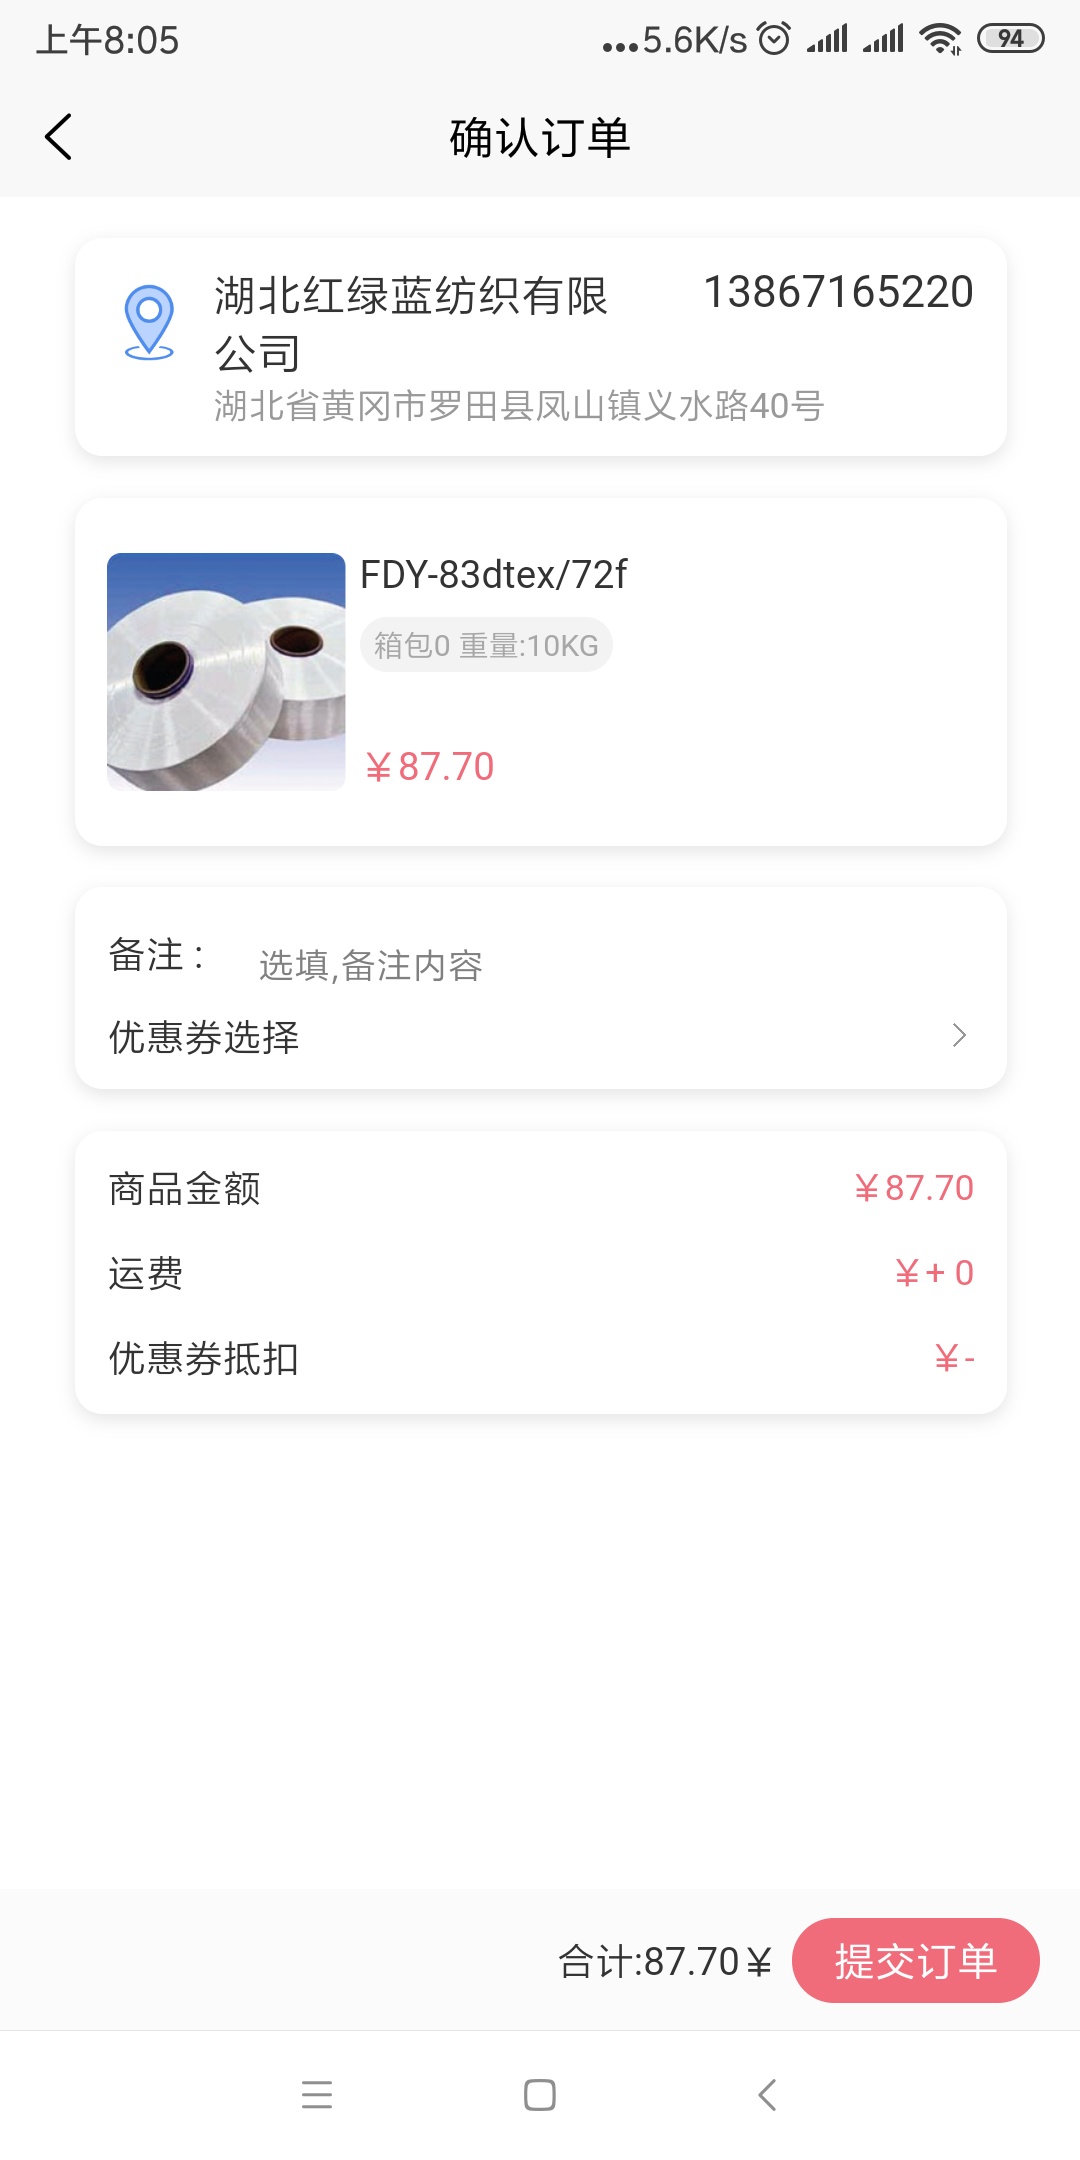 上午8:05
...5.6K/s
94
确认订单
湖北红绿蓝纺织有限
公司
13867165220
湖北省黄冈市罗田县凤山镇义水路40号
FDY-83dtex/72f
箱包0 重量:10KG
￥87.70
备注：
选填,备注内容
优惠券选择
商品金额
￥87.70
运费
￥+ 0
优惠券抵扣
￥-
合计:87.70￥
提交订单